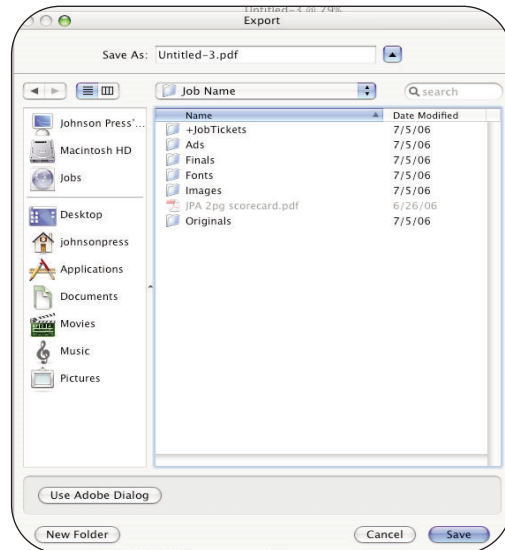 Untitled-3 @ 79%
Export
Save As: Untitled-3.pdf
Job Name
search
Name Date Modified
+JobTickets 7/5/06
Ads 7/5/06
Finals 7/5/06
Fonts 7/5/06
Images 7/5/06
JPA 2pg scorecard.pdf 6/26/06
Originals 7/5/06
Johnson Press'...
Macintosh HD
Jobs
Desktop
johnsonpress
Applications
Documents
Movies
Music
Pictures
Use Adobe Dialog
New Folder Cancel Save